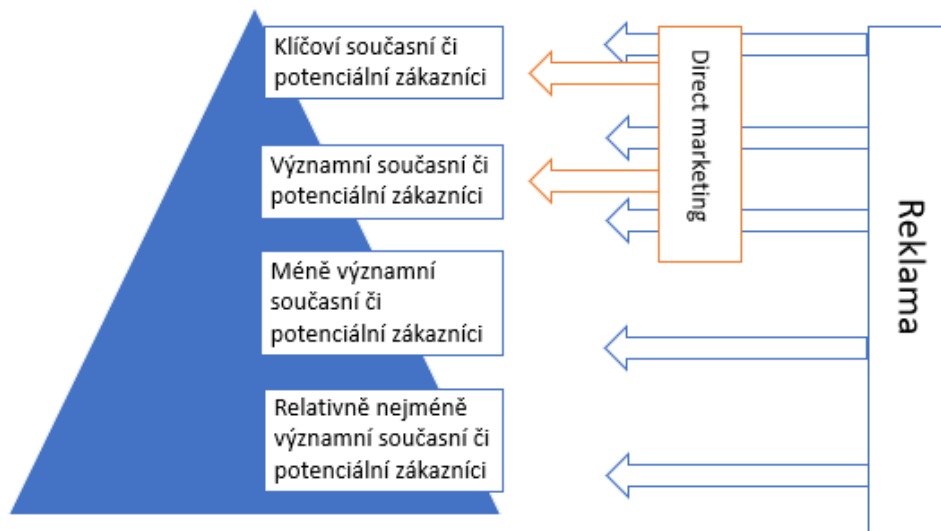 Klíčoví současní či
potenciální zákazníci
Významní současní či
potenciální zákazníci
Méně významní
současní či
potenciální zákazníci
Relativně nejméně
významní současní či
potenciální zákazníci
Direct marketing
Reklama